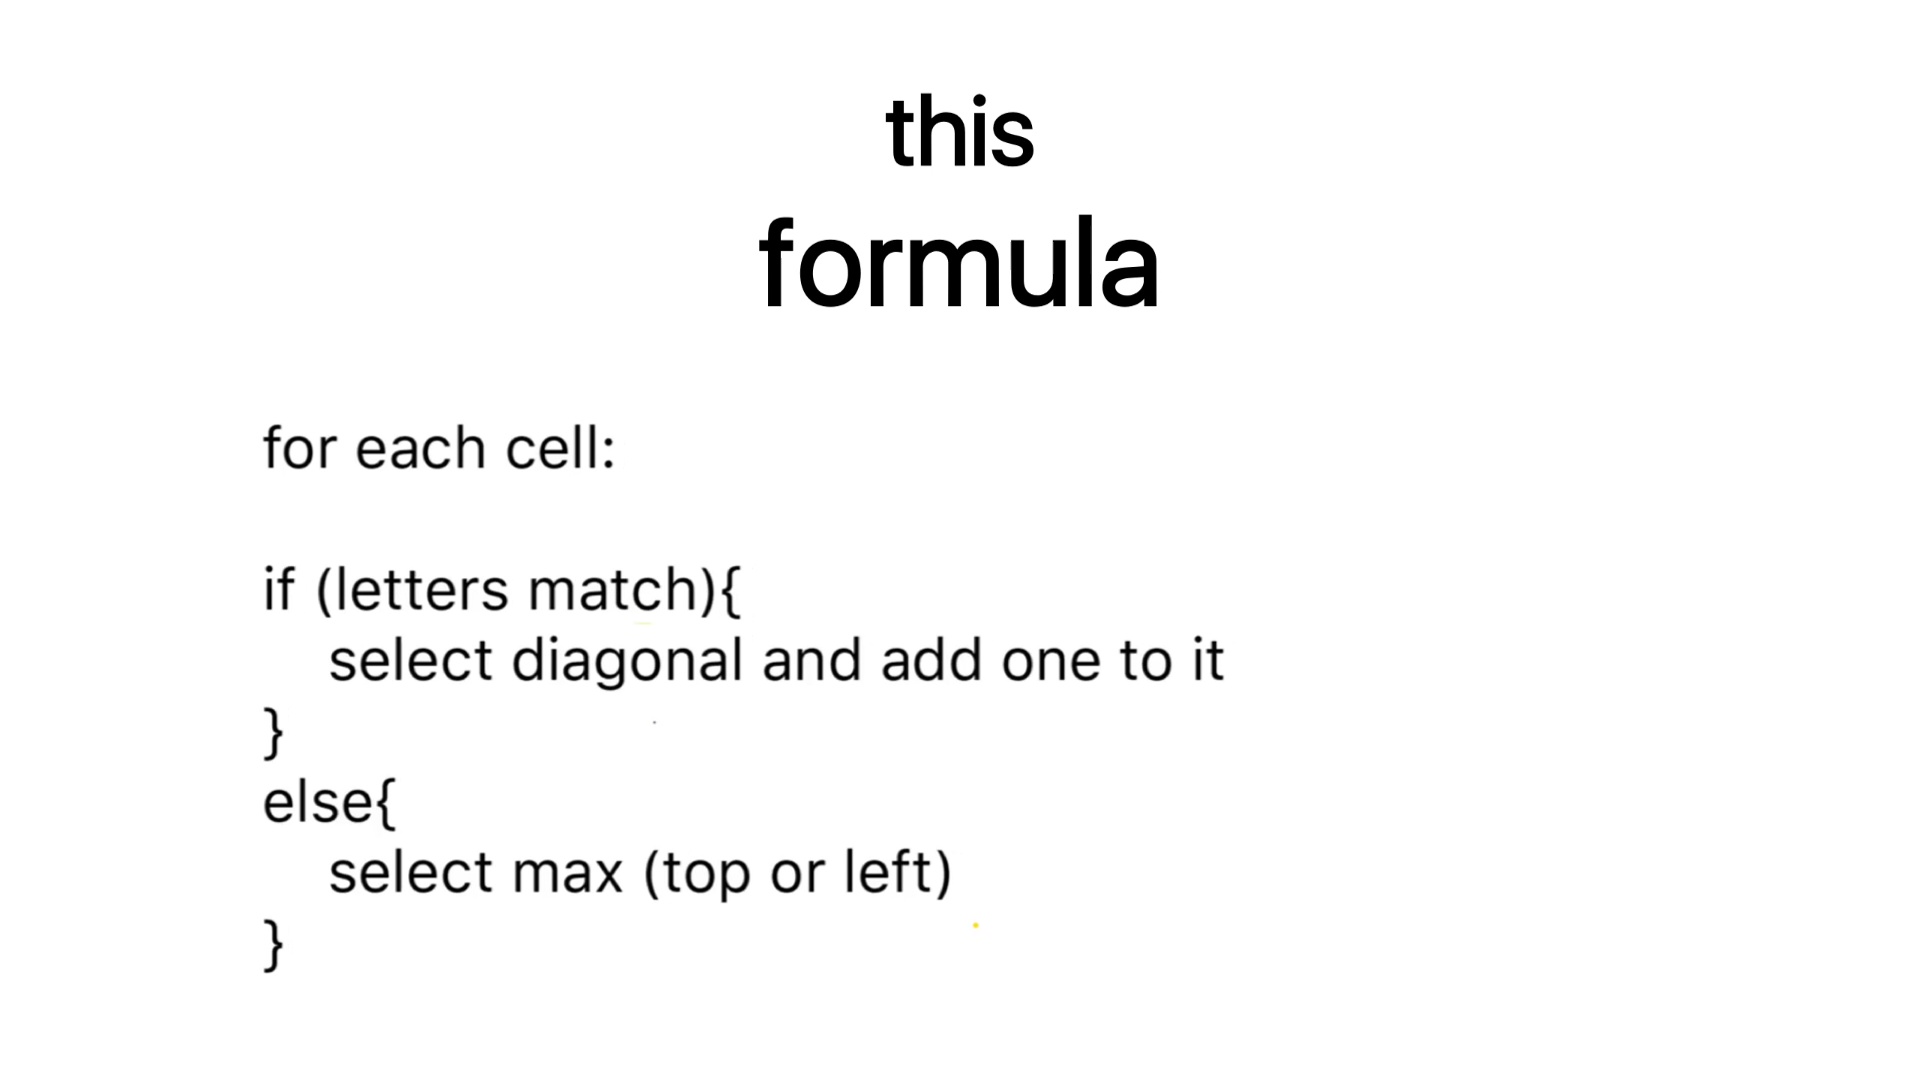 this
formula
for each cell:
if (letters match){
select diagonal and add one to it
}
else{
select max (top or left)
}